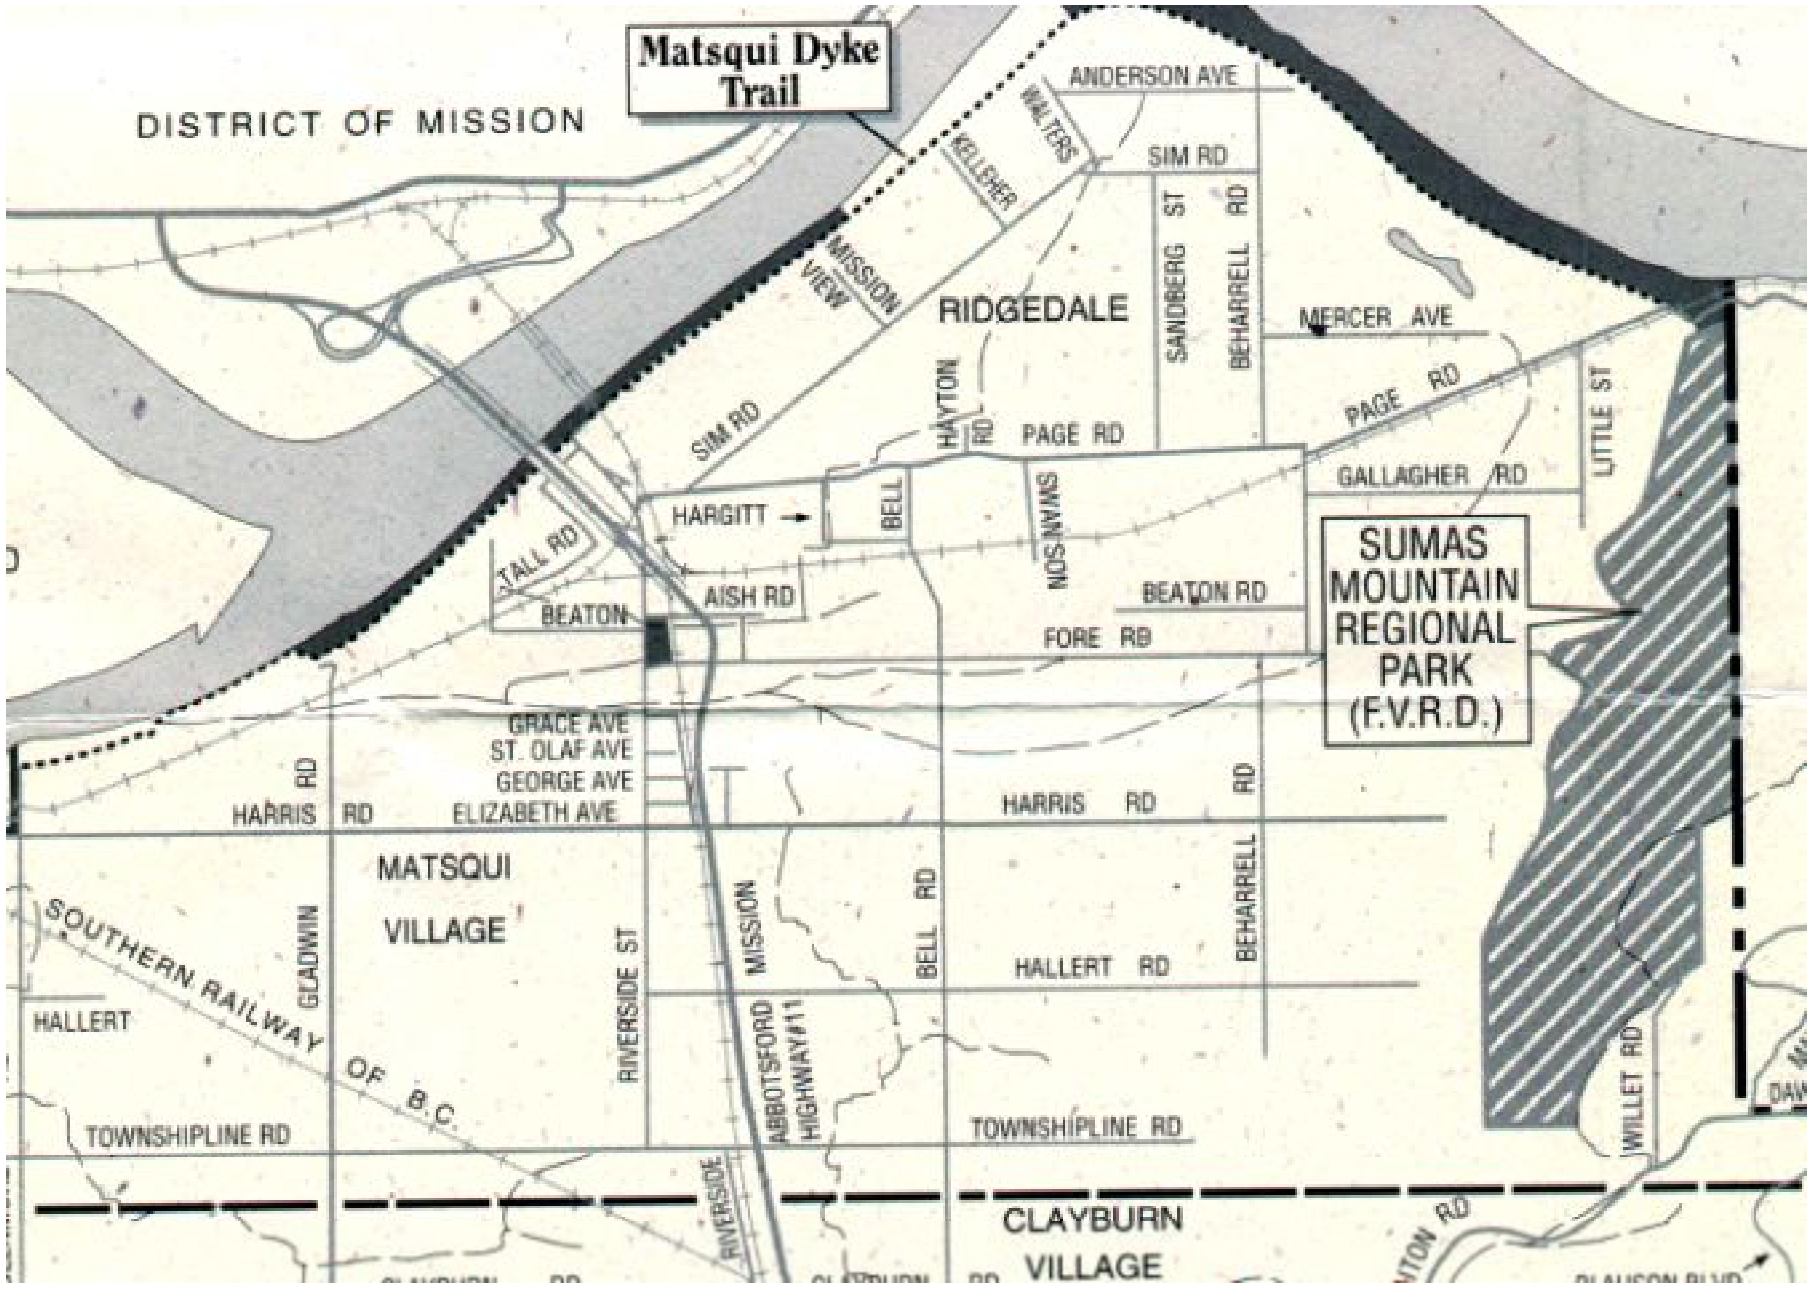 Matsqui Dyke
Trail
DISTRICT OF MISSION
ANDERSON AVE
WALTERS
KELLEHER
SIM RD
MISSION
VIEW
RIDGEDALE
SANDBERG ST
BEHARRELL RD
MERCER AVE
PAGE RD
LITTLE ST
SIM RD
HAYTON
RD
PAGE RD
GALLAGHER RD
HARGITT
BELL
SWANSON
TALL RD
AISH RD
BEATON
BEATON RD
FORE RD
SUMAS
MOUNTAIN
REGIONAL
PARK
(F.V.R.D.)
GRACE AVE
ST. OLAF AVE
GEORGE AVE
ELIZABETH AVE
HARRIS RD
HARRIS RD
GLADWIN RD
BEHARRELL RD
MATSQUI
VILLAGE
SOUTHERN RAILWAY OF B.C.
RIVERSIDE ST
MISSION
BELL RD
HALLERT RD
HALLERT
ABBOTSFORD
HIGHWAY#11
WILLET RD
TOWNSHIPLINE RD
TOWNSHIPLINE RD
RIVERSIDE
CLAYBURN
VILLAGE
CLAYBURN RD
CLAYBURN RD